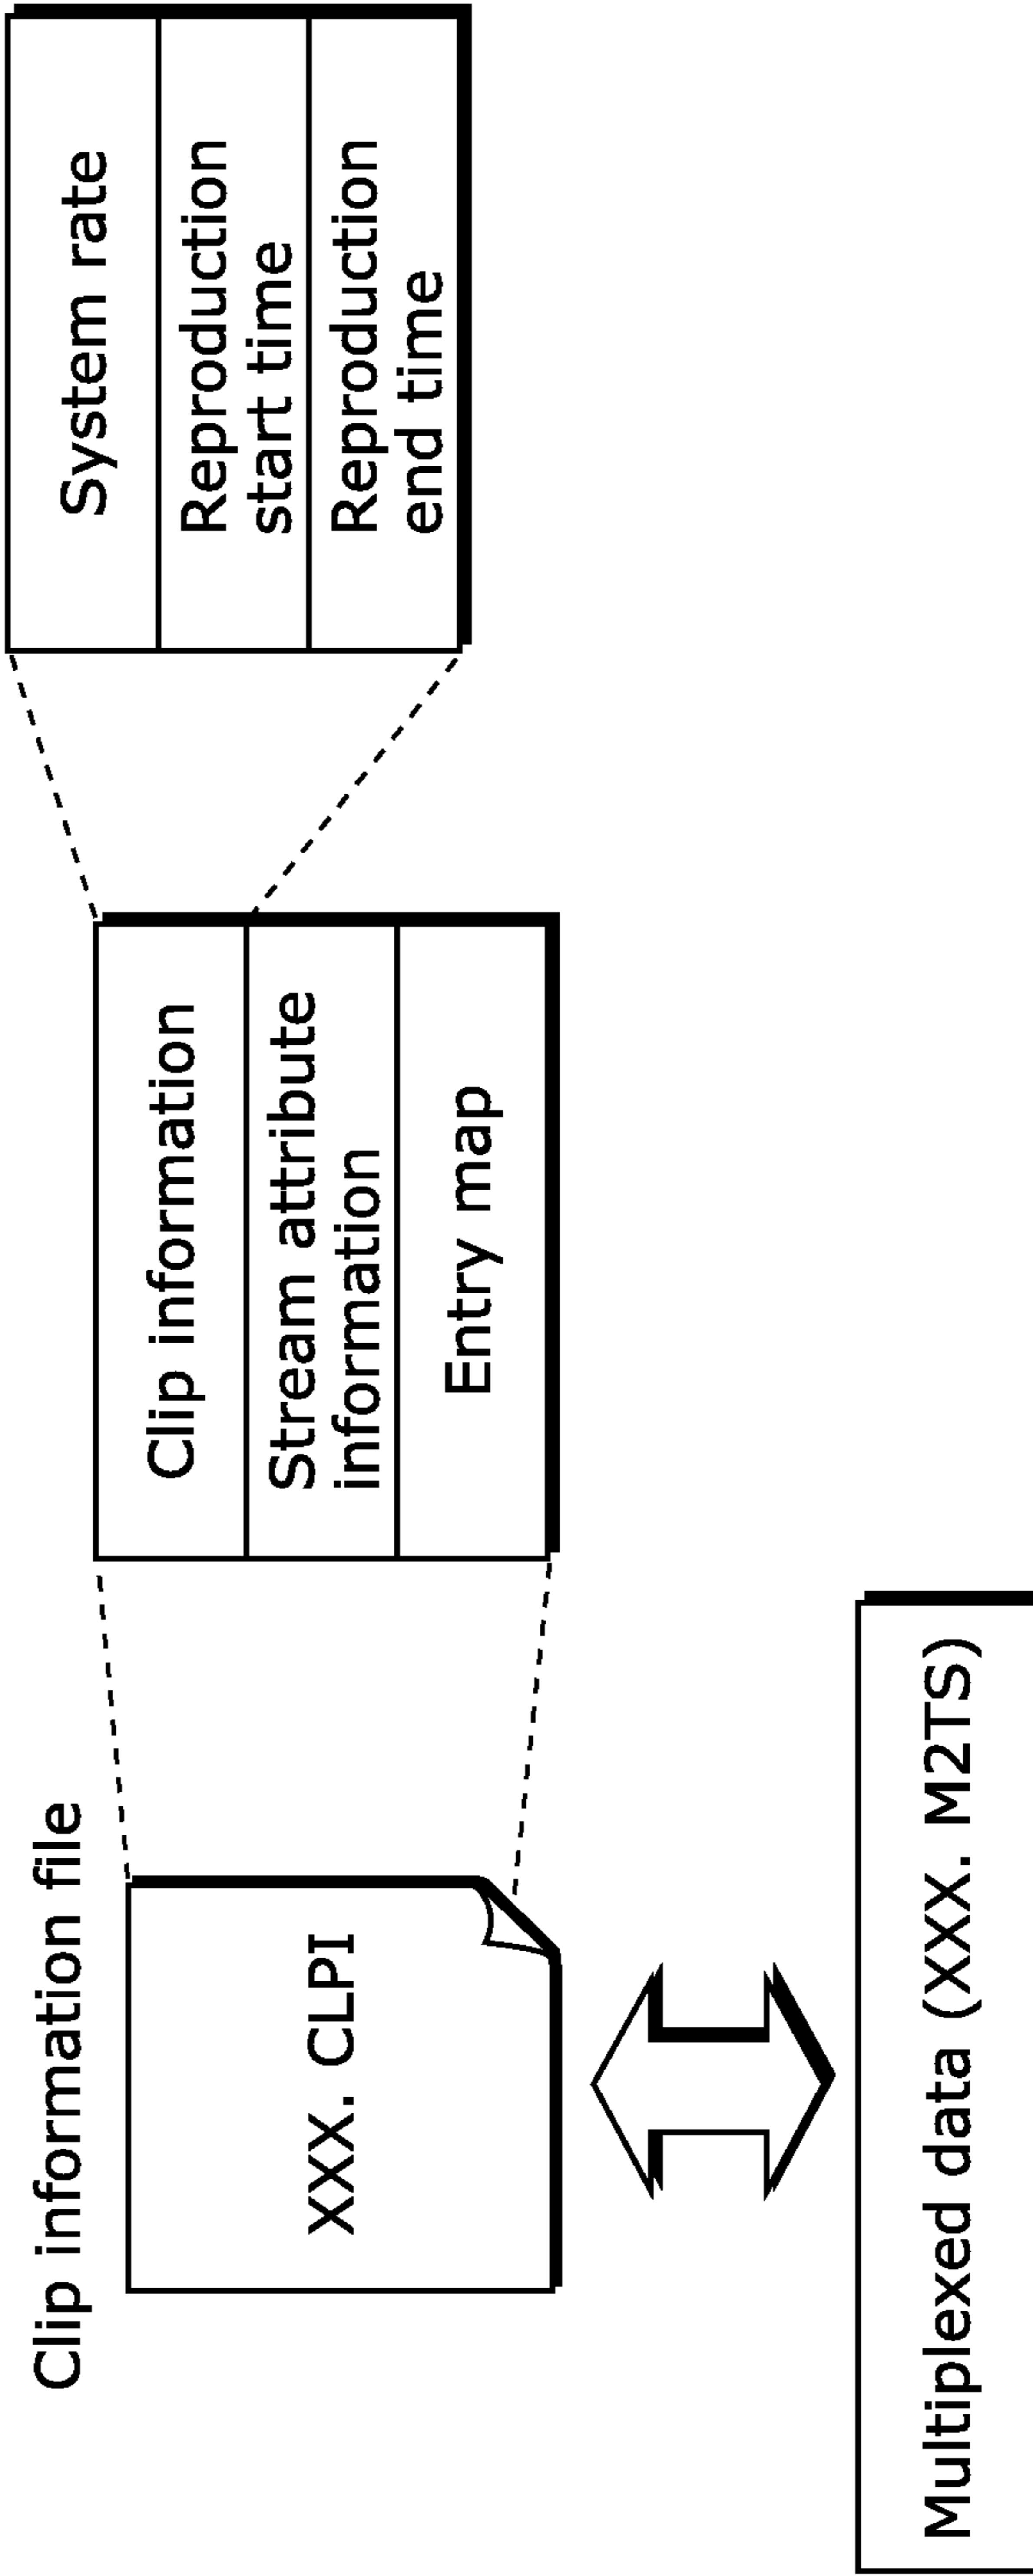 Clip information file
XXX. CLPI
Clip information
Stream attribute
information
Entry map
System rate
Reproduction
start time
Reproduction
end time
Multiplexed data (XXX. M2TS)